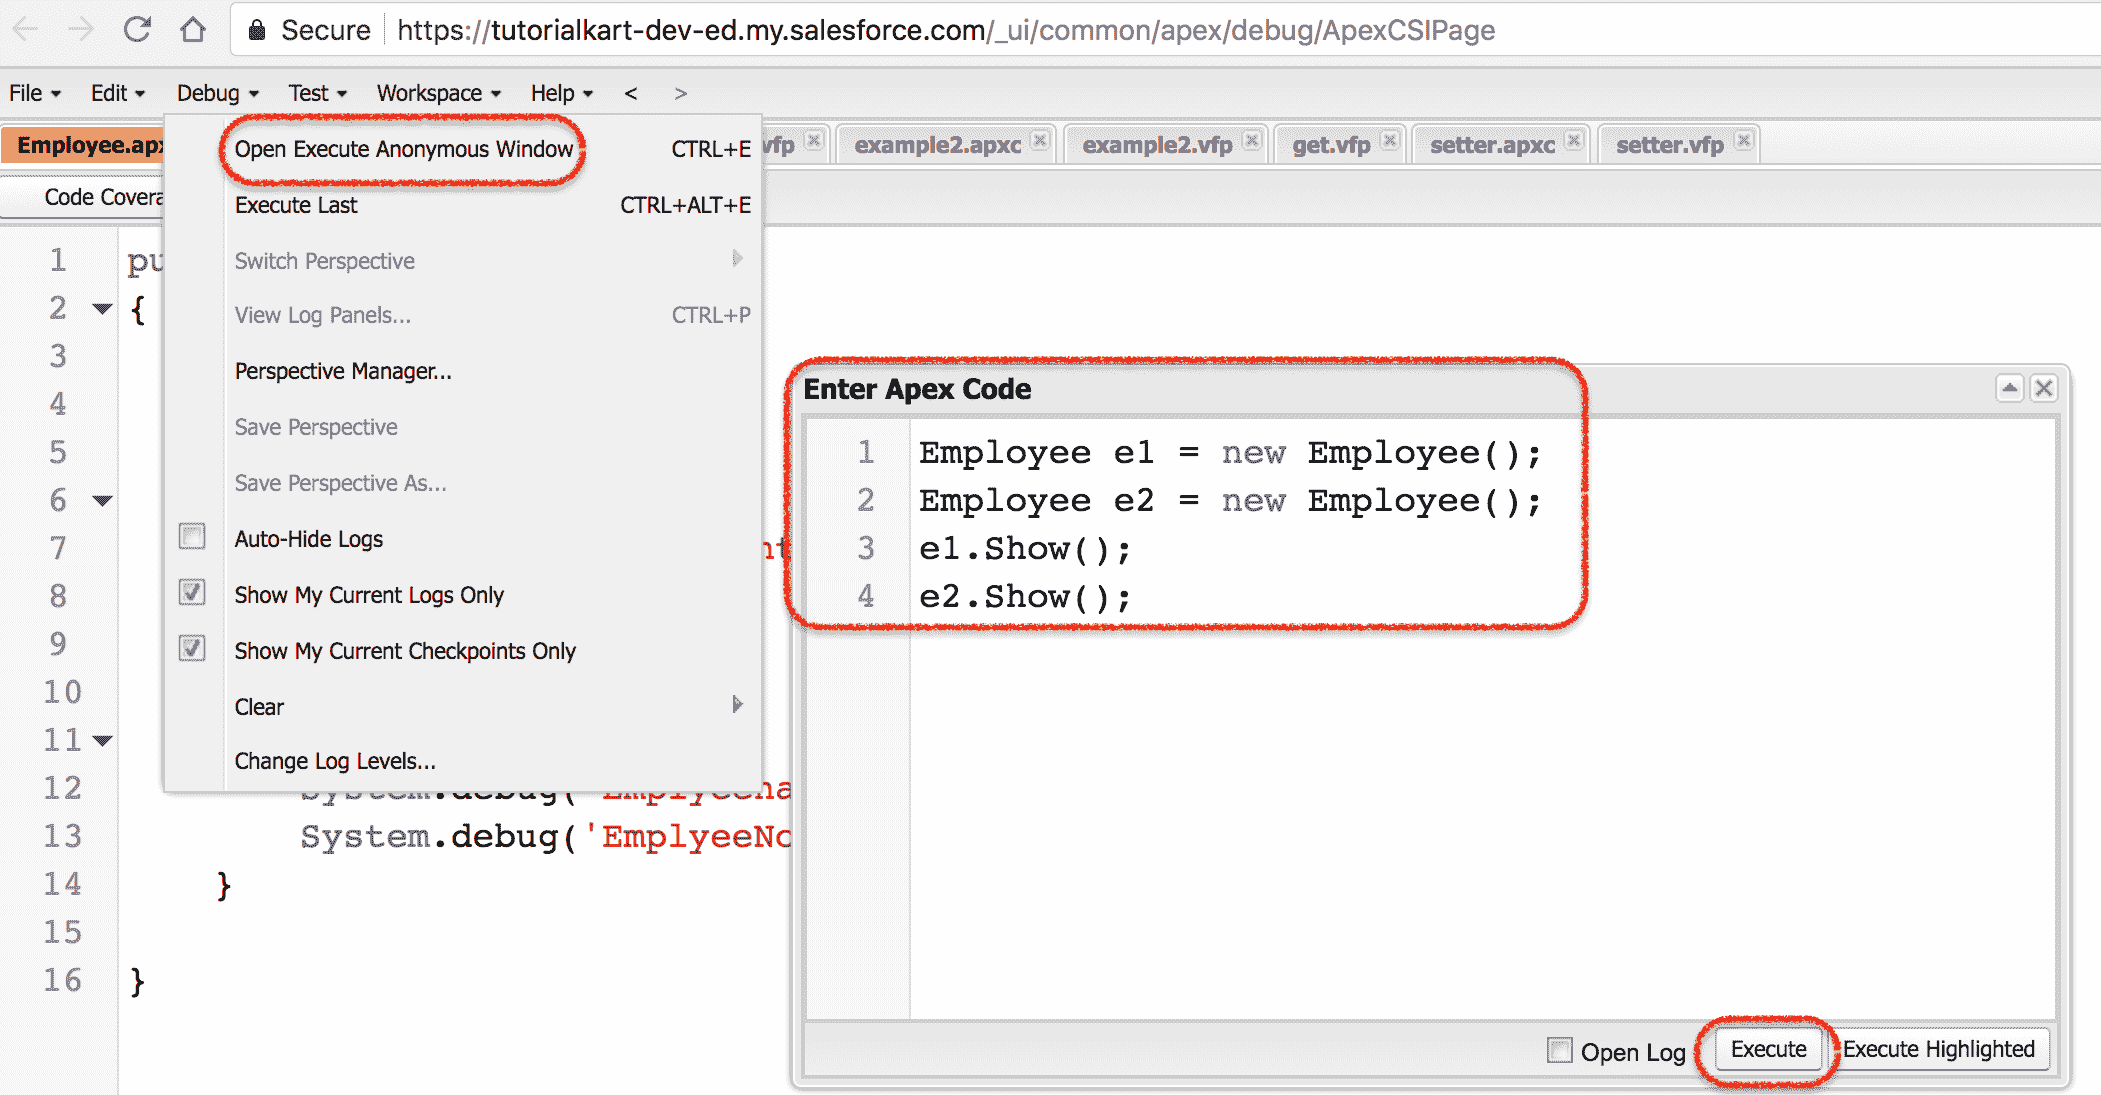 Secure https://tutorialkart-dev-ed.my.salesforce.com/_ui/common/apex/debug/ApexCSIPage
File Edit Debug Test Workspace Help < >
Employee.apx vfp example2.apxc example2.vfp get.vfp setter.apxc setter.vfp
Open Execute Anonymous Window CTRL+E
Code Covera
Execute Last CTRL+ALT+E
1 pu
Switch Perspective
2 {
View Log Panels... CTRL+P
3
Perspective Manager...
4
Save Perspective
5
Save Perspective As...
6
7
Auto-Hide Logs
8
Show My Current Logs Only
9
Show My Current Checkpoints Only
10
Clear
11
Change Log Levels...
12 System.debug('Emplyeena
13 System.debug('EmplyeeNo
14 }
15
16 }
Enter Apex Code
1 Employee e1 = new Employee();
2 Employee e2 = new Employee();
3 e1.Show();
4 e2.Show();
Open Log Execute Execute Highlighted